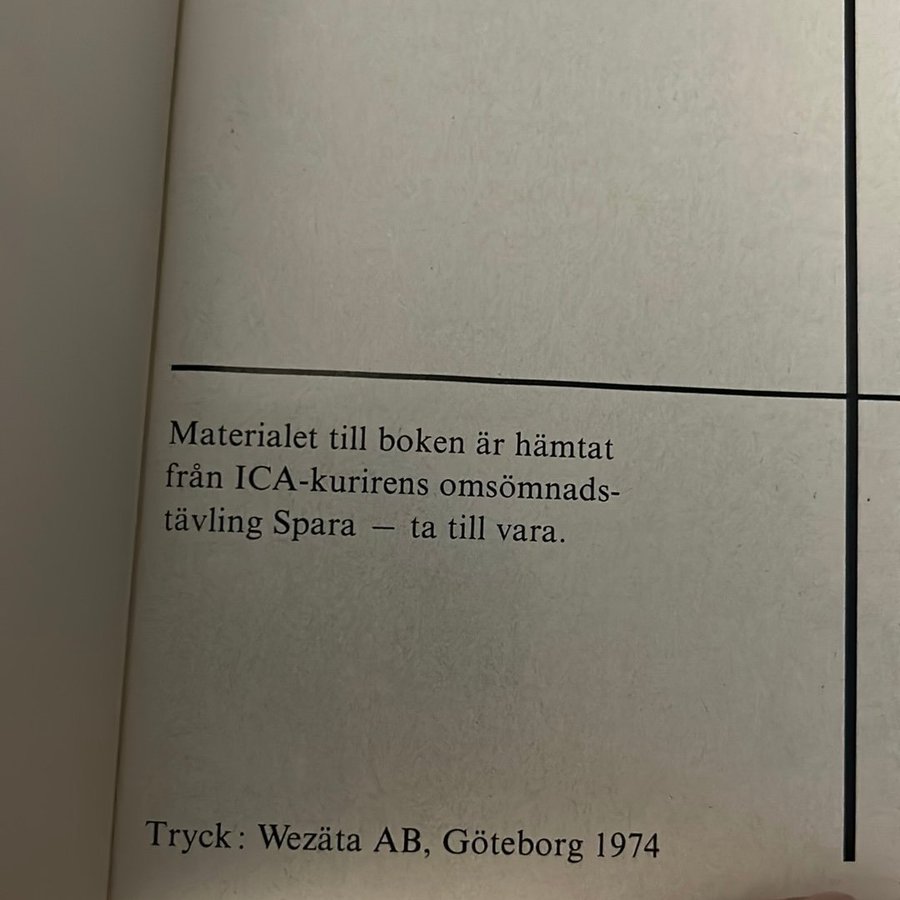 Materialet till boken är hämtat
från ICA-kurirens omsömnads-
tävling Spara – ta till vara.
Tryck: Wezäta AB, Göteborg 1974